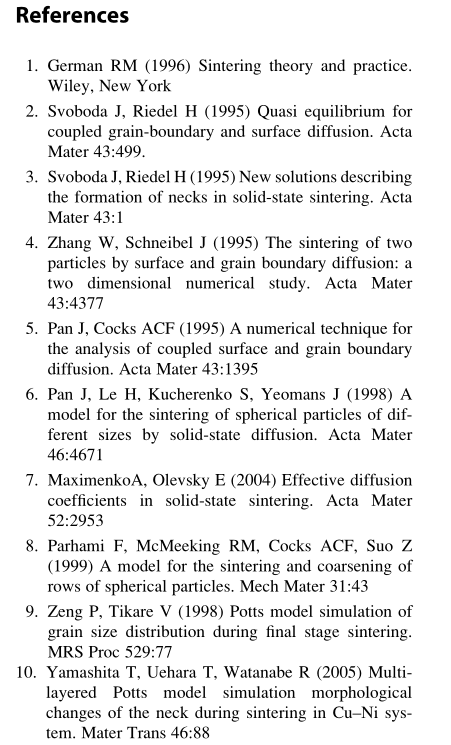 References
1. German RM (1996) Sintering theory and practice.
Wiley, New York
2. Svoboda J, Riedel H (1995) Quasi equilibrium for
coupled grain-boundary and surface diffusion. Acta
Mater 43:499.
3. Svoboda J, Riedel H (1995) New solutions describing
the formation of necks in solid-state sintering. Acta
Mater 43:1
4. Zhang W, Schneibel J (1995) The sintering of two
particles by surface and grain boundary diffusion: a
two dimensional numerical study. Acta Mater
43:4377
5. Pan J, Cocks ACF (1995) A numerical technique for
the analysis of coupled surface and grain boundary
diffusion. Acta Mater 43:1395
6. Pan J, Le H, Kucherenko S, Yeomans J (1998) A
model for the sintering of spherical particles of dif-
ferent sizes by solid-state diffusion. Acta Mater
46:4671
7. MaximenkoA, Olevsky E (2004) Effective diffusion
coefficients in solid-state sintering. Acta Mater
52:2953
8. Parhami F, McMeeking RM, Cocks ACF, Suo Z
(1999) A model for the sintering and coarsening of
rows of spherical particles. Mech Mater 31:43
9. Zeng P, Tikare V (1998) Potts model simulation of
grain size distribution during final stage sintering.
MRS Proc 529:77
10. Yamashita T, Uehara T, Watanabe R (2005) Multi-
layered Potts model simulation morphological
changes of the neck during sintering in Cu–Ni sys-
tem. Mater Trans 46:88